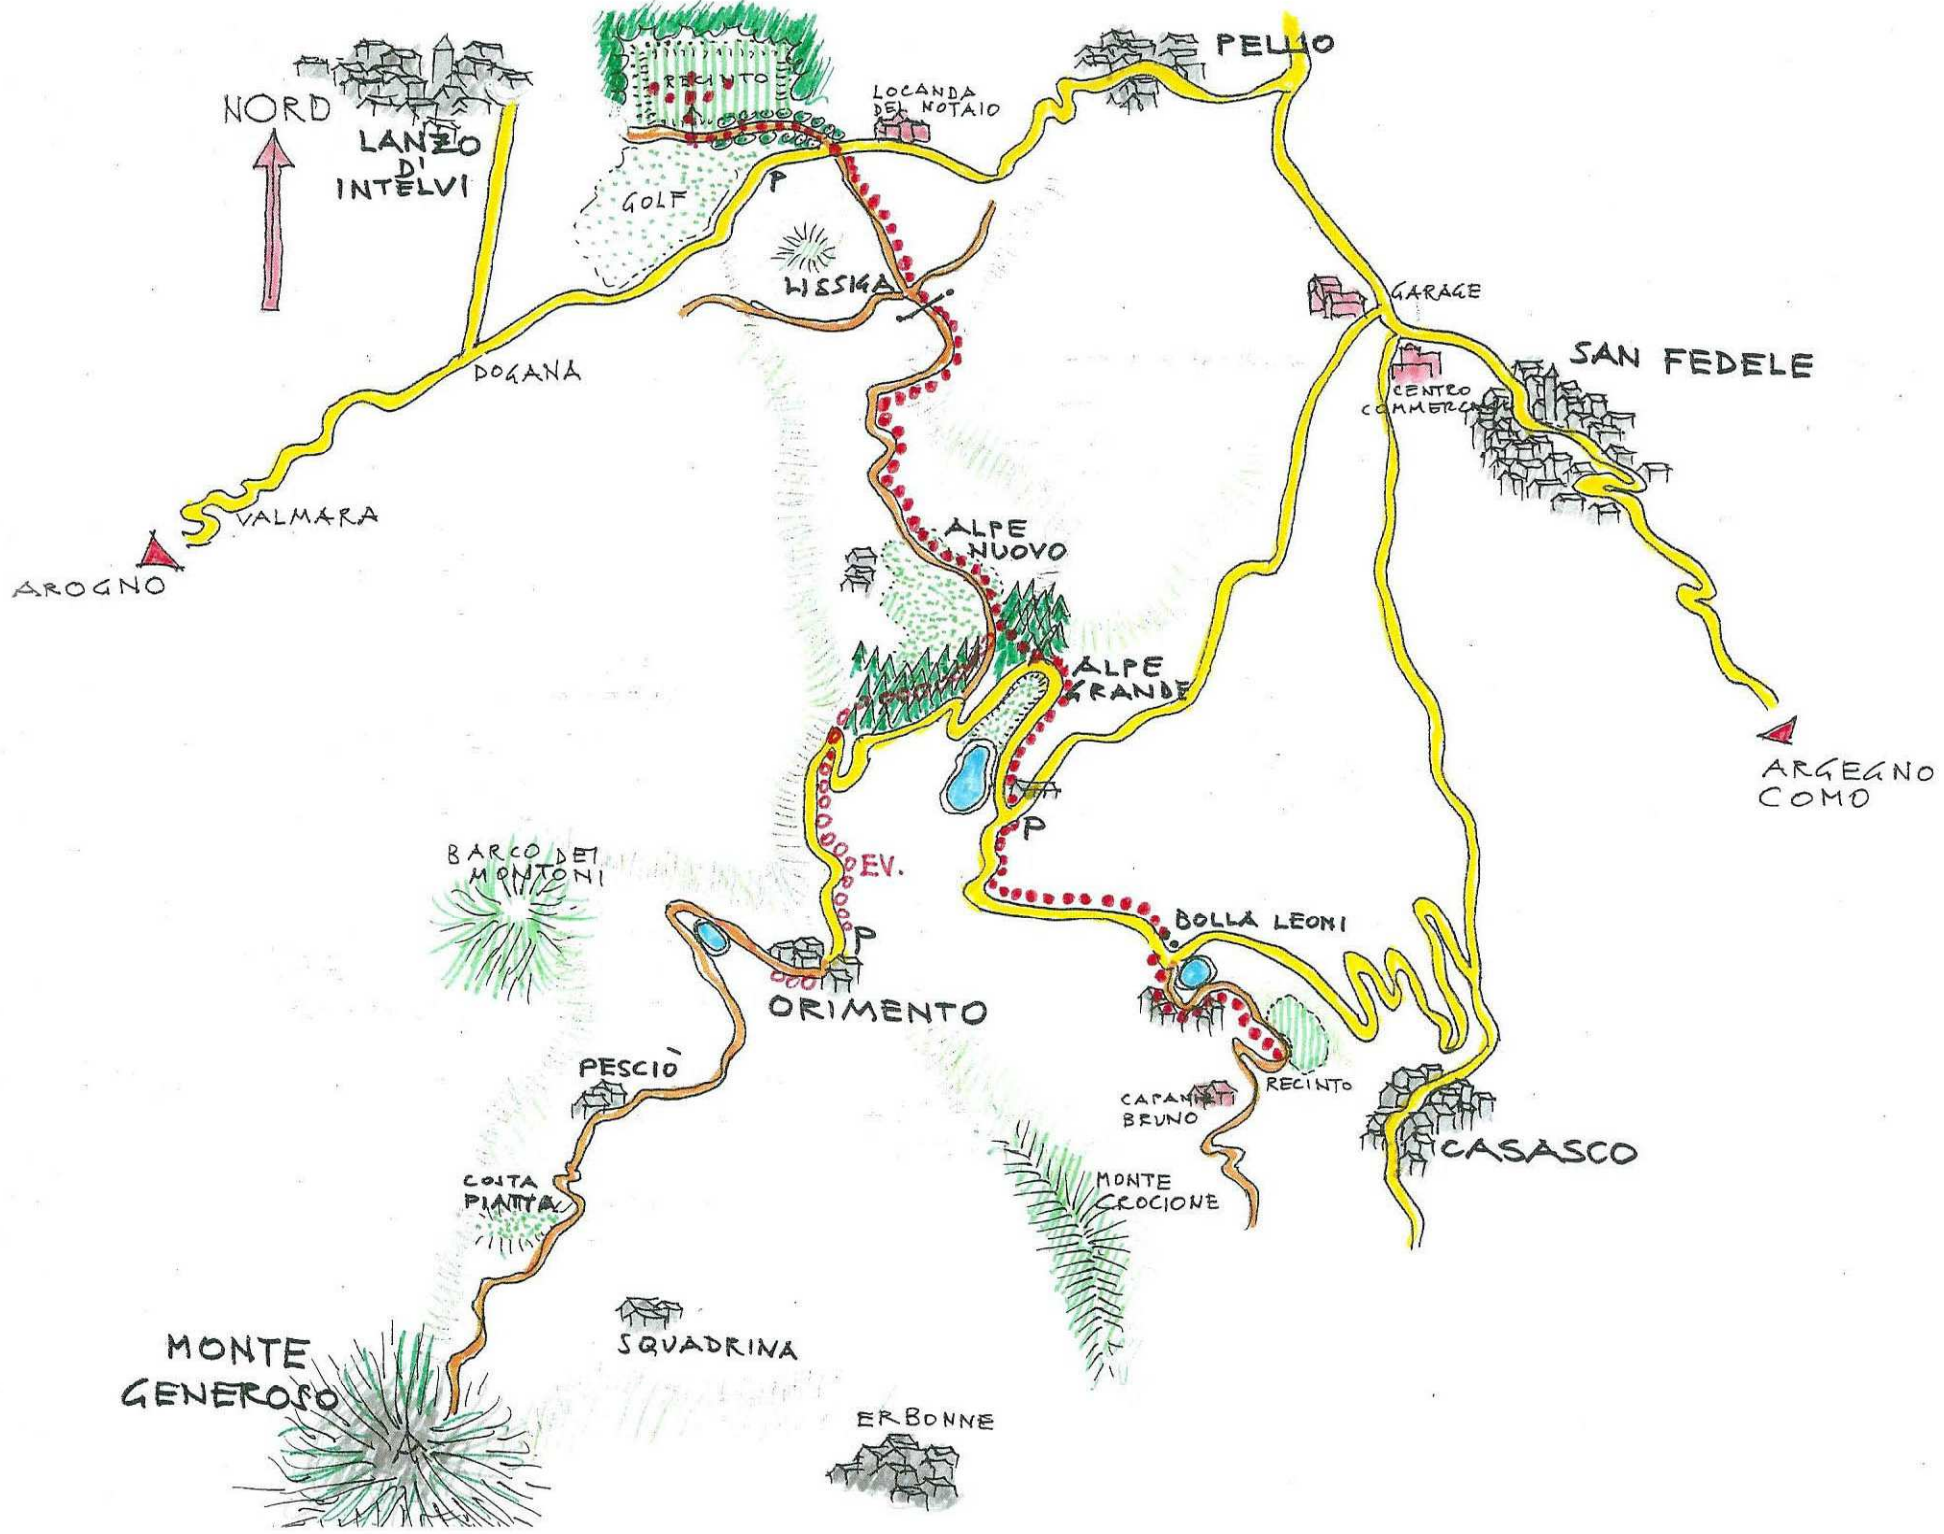 PELLIO
NORD
LANZO
D'
INTELVI
RECINTO
LOCANDA
DEL NOTAIO
P
GOLF
LISSIGA
GARAGE
SAN FEDELE
CENTRO
COMMERCIALE
DOGANA
VALMARA
AROGNO
ALPE
NUOVO
ALPE
GRANDE
ARGEGNO
COMO
P
EV.
BARCO DEI
MONTONI
P
BOLLA LEONI
ORIMENTO
PESCIÒ
RECINTO
CAPANNA
BRUNO
CASASCO
COSTA
PIATTA
MONTE
CROCIONE
SQUADRINA
MONTE
GENEROSO
ERBONNE